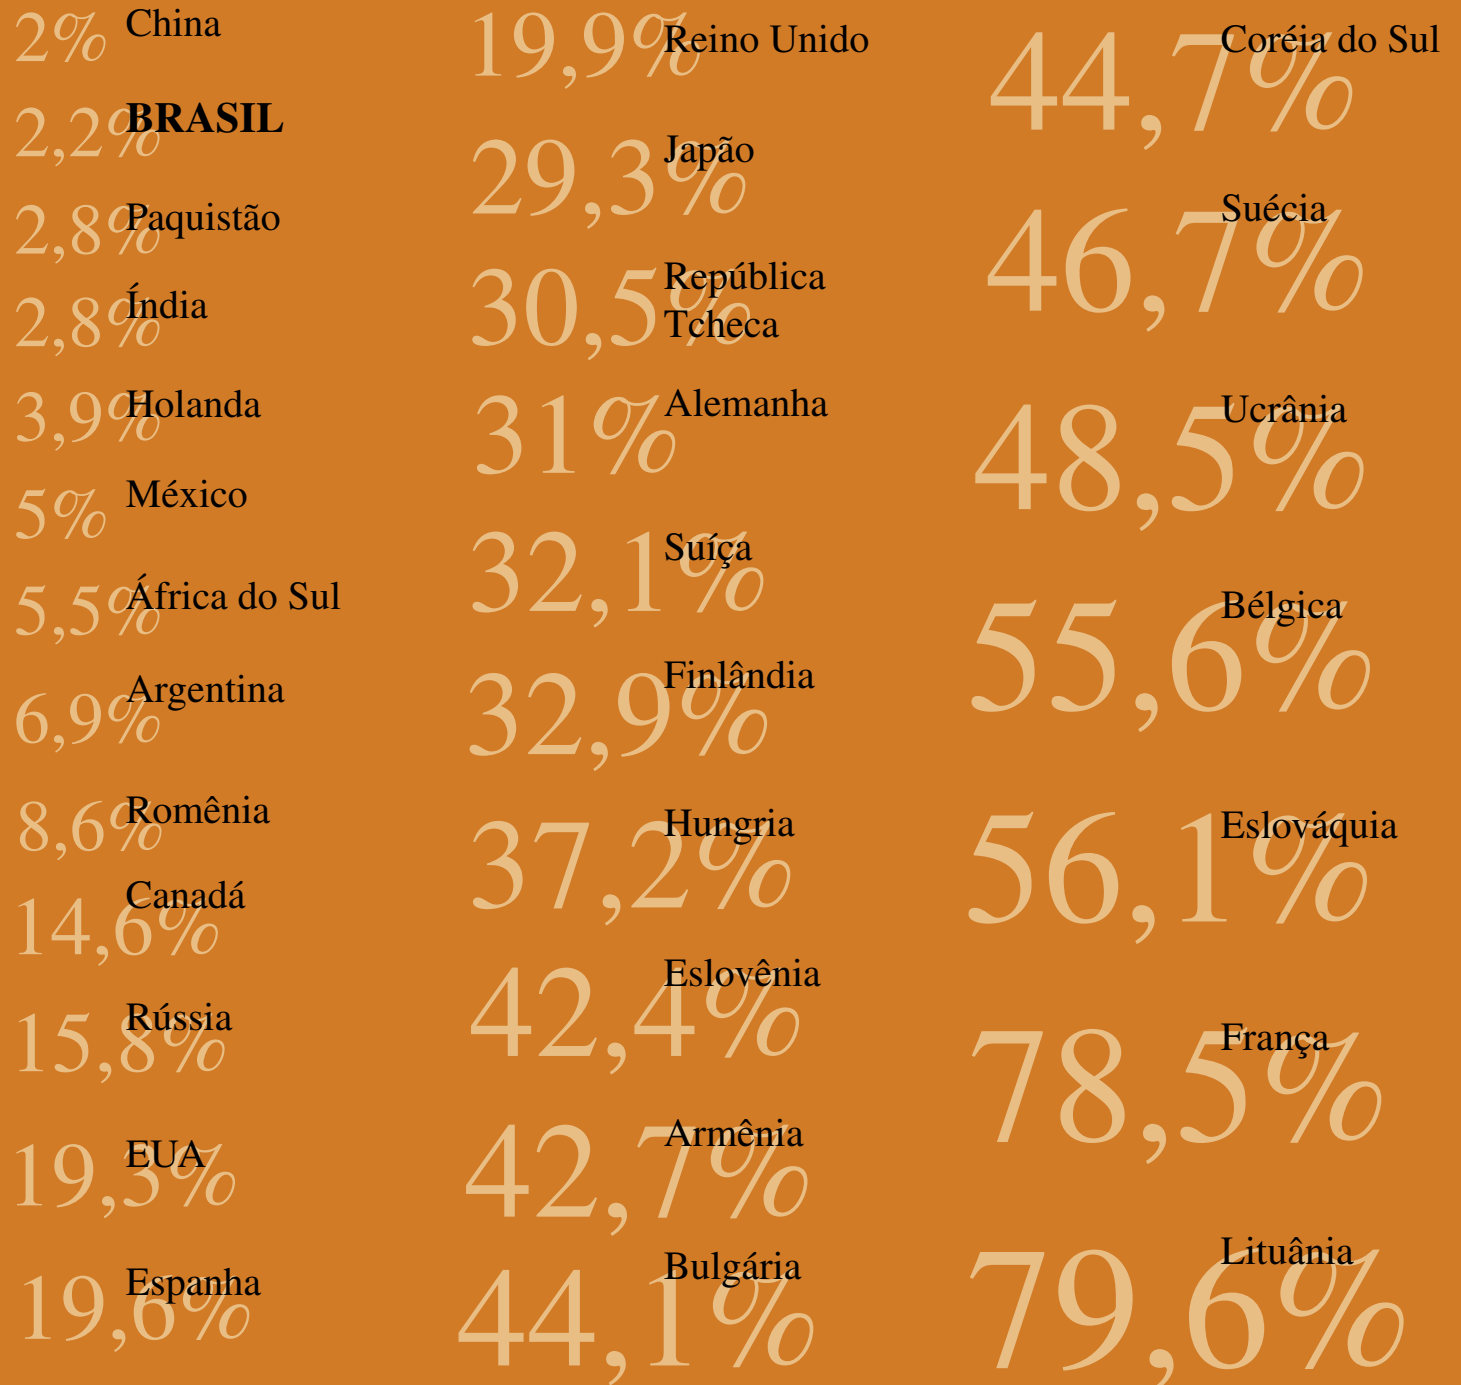 2% China
2,2% BRASIL
2,8% Paquistão
2,8% Índia
3,9% Holanda
5% México
5,5% África do Sul
6,9% Argentina
8,6% Romênia
14,6% Canadá
15,8% Rússia
19,3% EUA
19,6% Espanha
19,9% Reino Unido
29,3% Japão
30,5% República
Tcheca
31% Alemanha
32,1% Suíça
32,9% Finlândia
37,2% Hungria
42,4% Eslovênia
42,7% Armênia
44,1% Bulgária
44,7% Coréia do Sul
46,7% Suécia
48,5% Ucrânia
55,6% Bélgica
56,1% Eslováquia
78,5% França
79,6% Lituânia